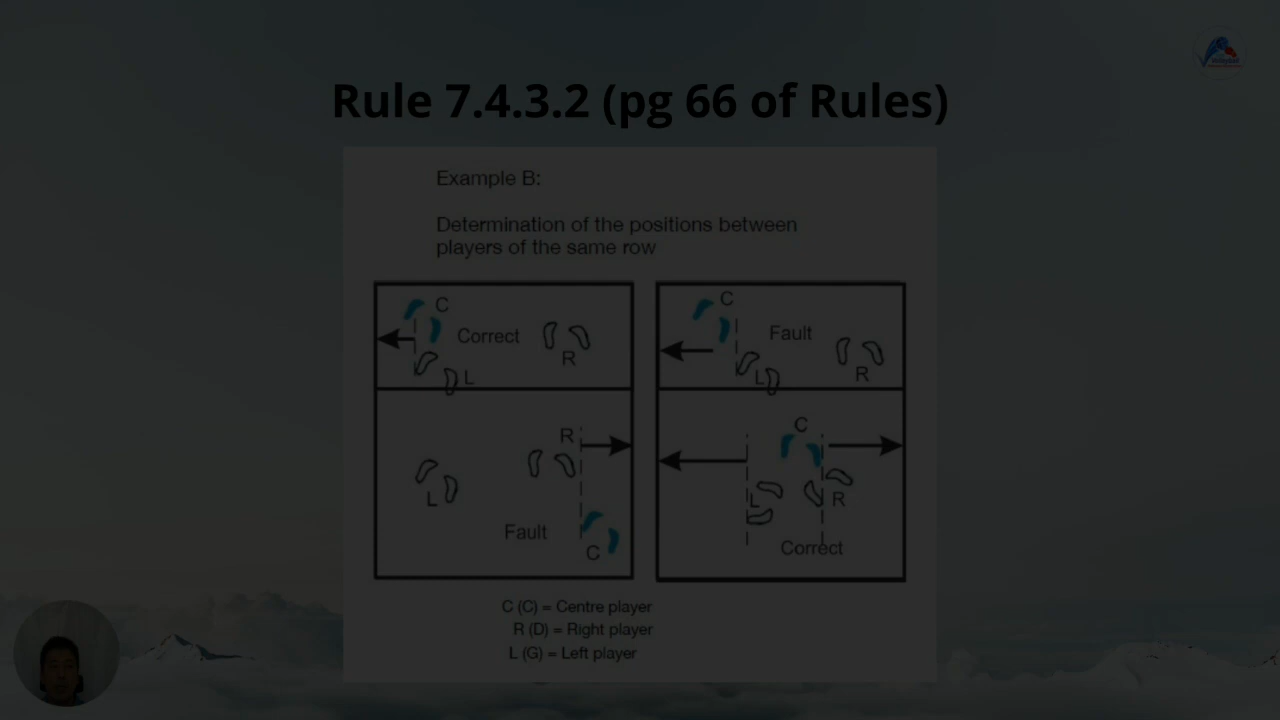 Rule 7.4.3.2 (pg 66 of Rules)
Example B:
Determination of the positions between
players of the same row
C
Correct
R
L
C
Fault
L
R
R
L
Fault
C
C
L
R
Correct
C (C) = Centre player
R (D) = Right player
L (G) = Left player